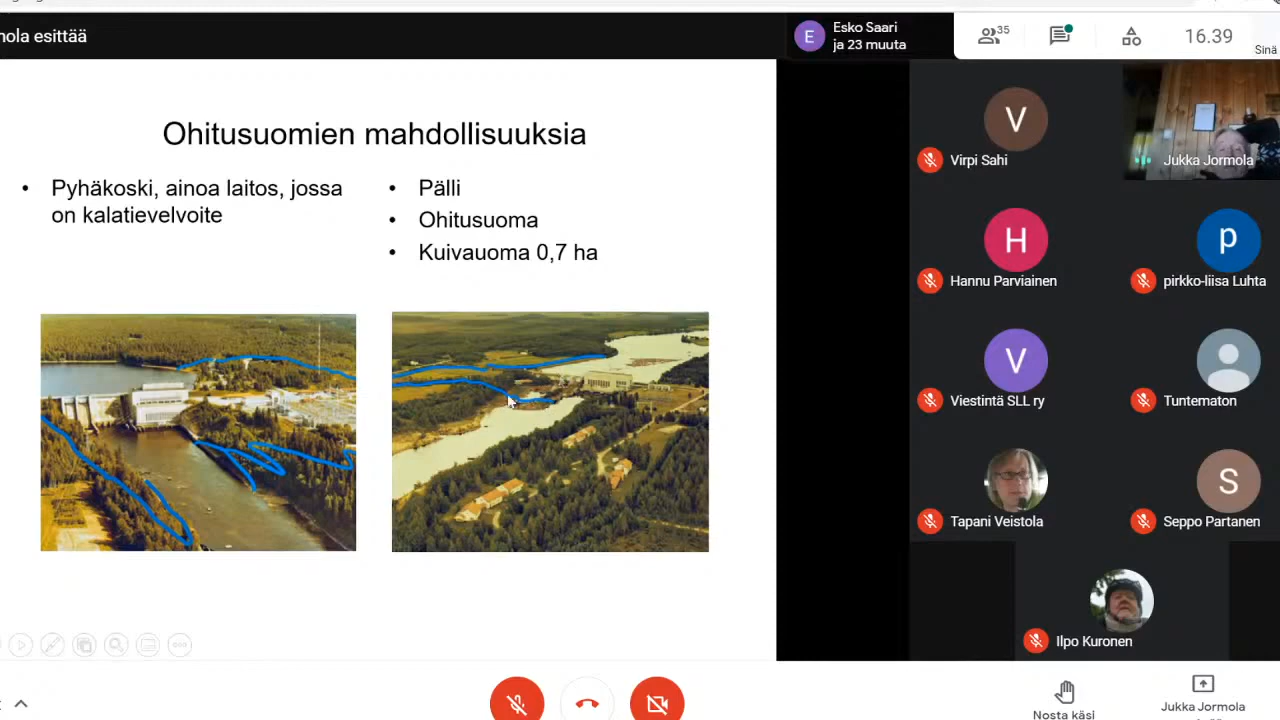 nola esittää
E
Esko Saari
ja 23 muuta
35
16.39
Sinä
Ohitusuomien mahdollisuuksia
• Pyhäkoski, ainoa laitos, jossa
on kalatievelvoite
• Pälli
• Ohitusuoma
• Kuivauoma 0,7 ha
V
Virpi Sahi
Jukka Jormola
H
Hannu Parviainen
p
pirkko-liisa Luhta
V
Viestintä SLL ry
Tuntematon
Tapani Veistola
S
Seppo Partanen
Ilpo Kuronen
Nosta käsi
Jukka Jormola